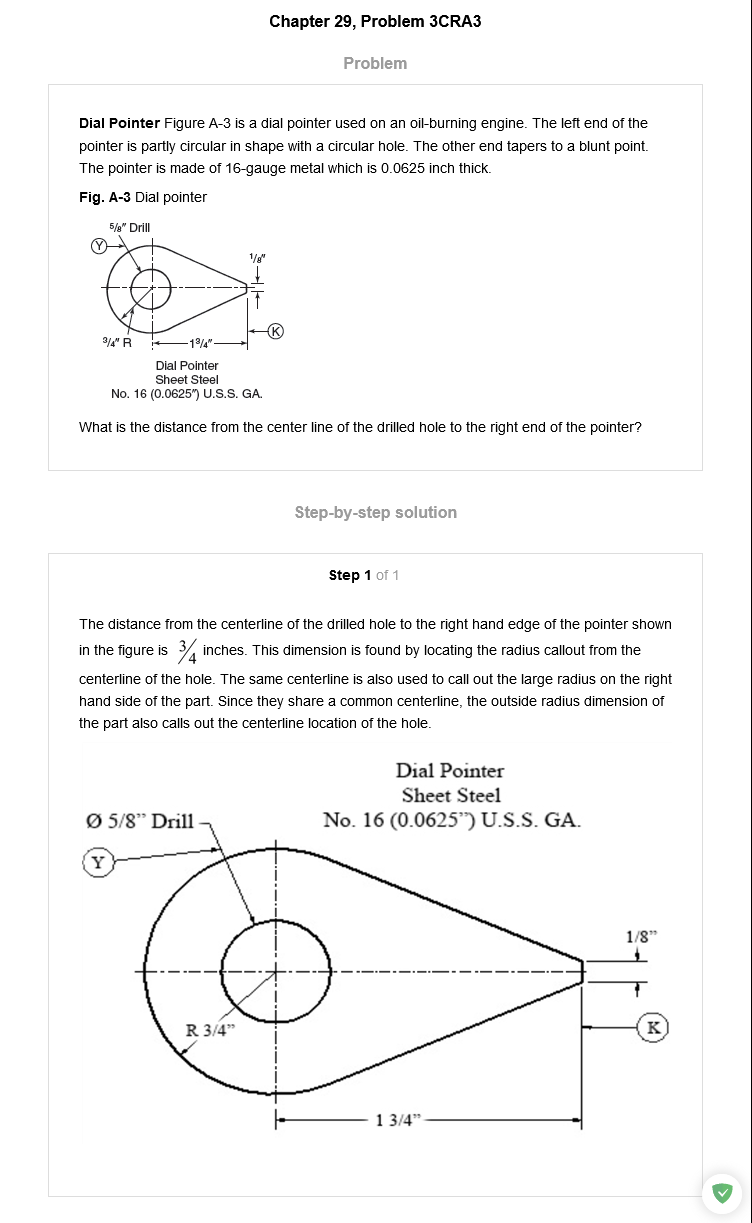 Chapter 29, Problem 3CRA3
Problem
Dial Pointer Figure A-3 is a dial pointer used on an oil-burning engine. The left end of the
pointer is partly circular in shape with a circular hole. The other end tapers to a blunt point.
The pointer is made of 16-gauge metal which is 0.0625 inch thick.
Fig. A-3 Dial pointer
5/8" Drill
Y
1/8"
K
3/4" R
1 3/4"
Dial Pointer
Sheet Steel
No. 16 (0.0625") U.S.S. GA.
What is the distance from the center line of the drilled hole to the right end of the pointer?
Step-by-step solution
Step 1 of 1
The distance from the centerline of the drilled hole to the right hand edge of the pointer shown
in the figure is 3/4 inches. This dimension is found by locating the radius callout from the
centerline of the hole. The same centerline is also used to call out the large radius on the right
hand side of the part. Since they share a common centerline, the outside radius dimension of
the part also calls out the centerline location of the hole.
Dial Pointer
Sheet Steel
No. 16 (0.0625") U.S.S. GA.
Ø 5/8" Drill
Y
1/8"
K
R 3/4"
1 3/4"